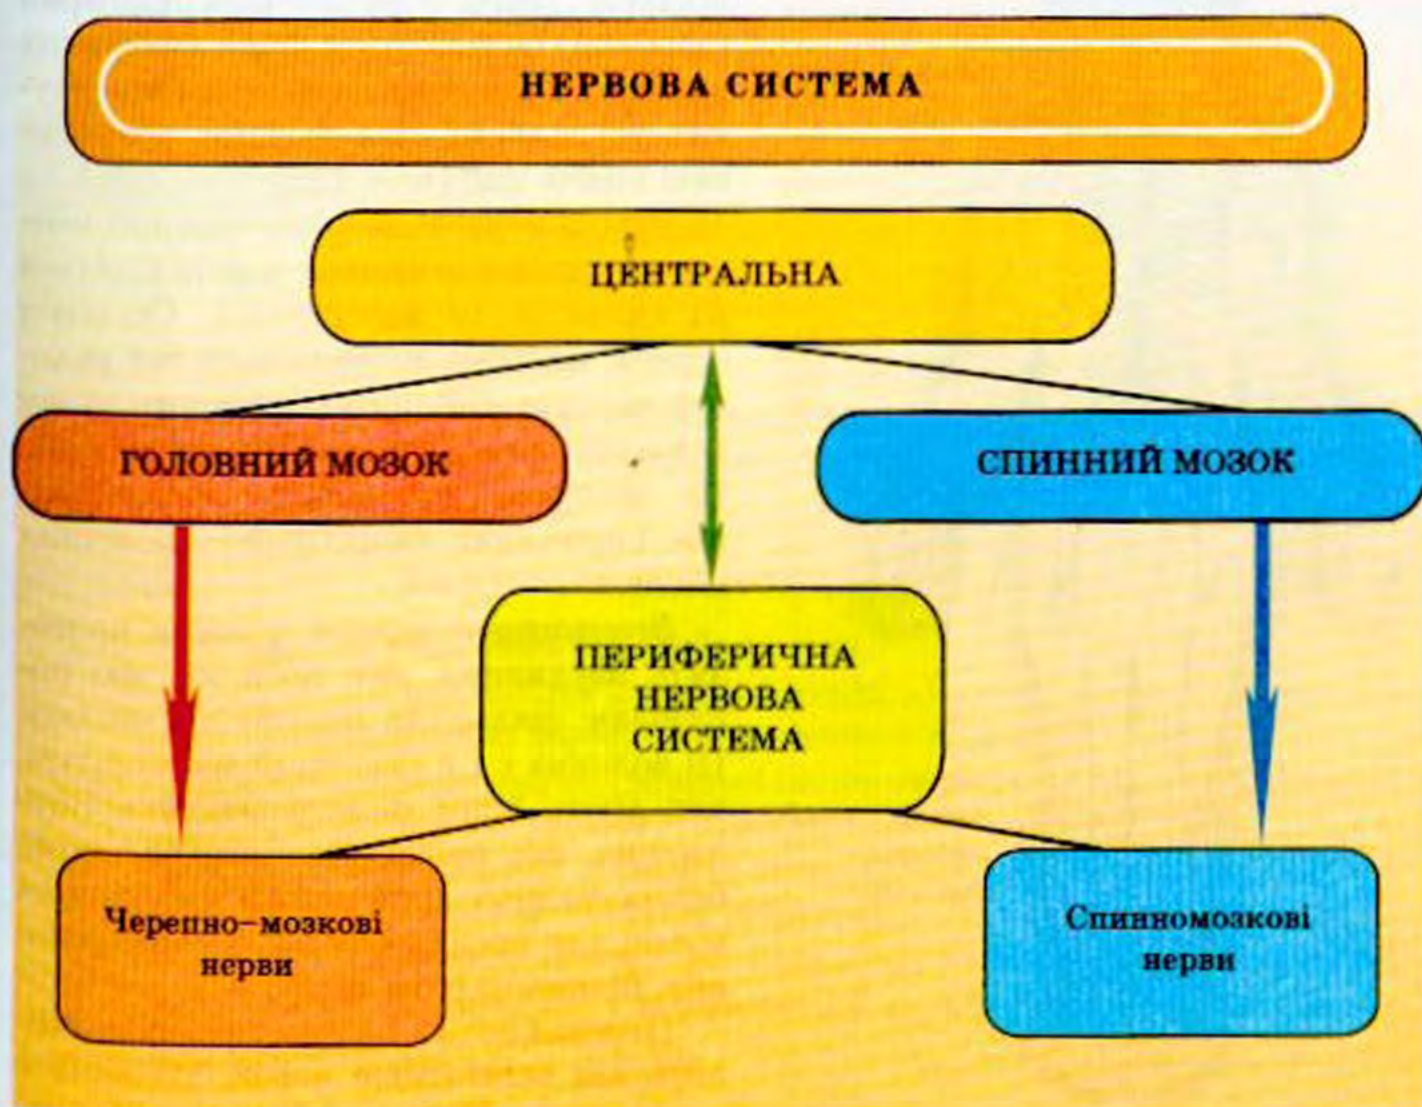 НЕРВОВА СИСТЕМА
ЦЕНТРАЛЬНА
ГОЛОВНИЙ МОЗОК
СПИННИЙ МОЗОК
ПЕРИФЕРИЧНА
НЕРВОВА
СИСТЕМА
Черепно-мозкові
нерви
Спинномозкові
нерви